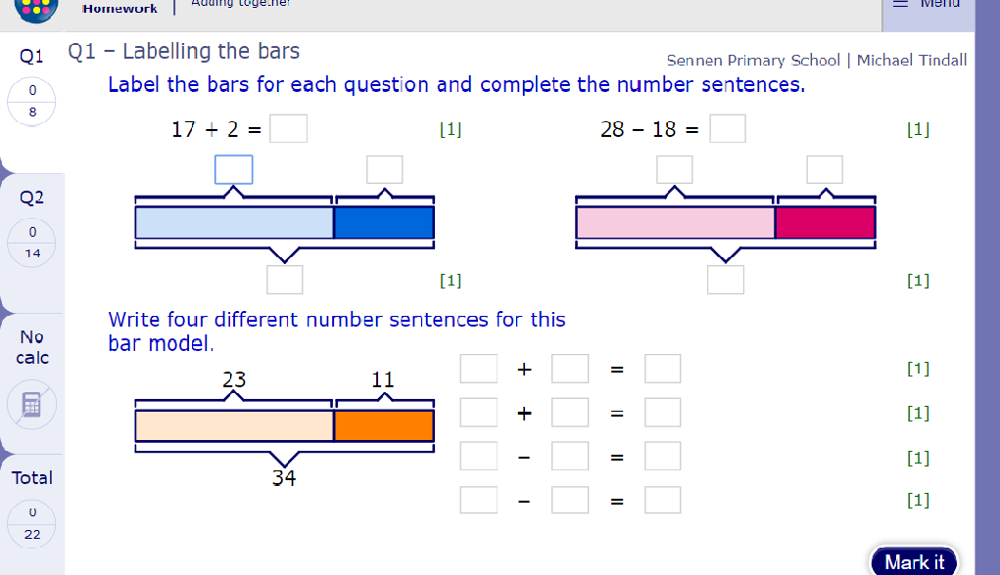 Homework
Adding together
Menu
Q1
0
8
Q2
0
14
No
calc
Total
0
22
Q1 – Labelling the bars
Sennen Primary School | Michael Tindall
Label the bars for each question and complete the number sentences.
17 + 2 = [1]
28 – 18 = [1]
[1]
[1]
Write four different number sentences for this
bar model.
23 11
34
+ = [1]
+ = [1]
– = [1]
– = [1]
Mark it